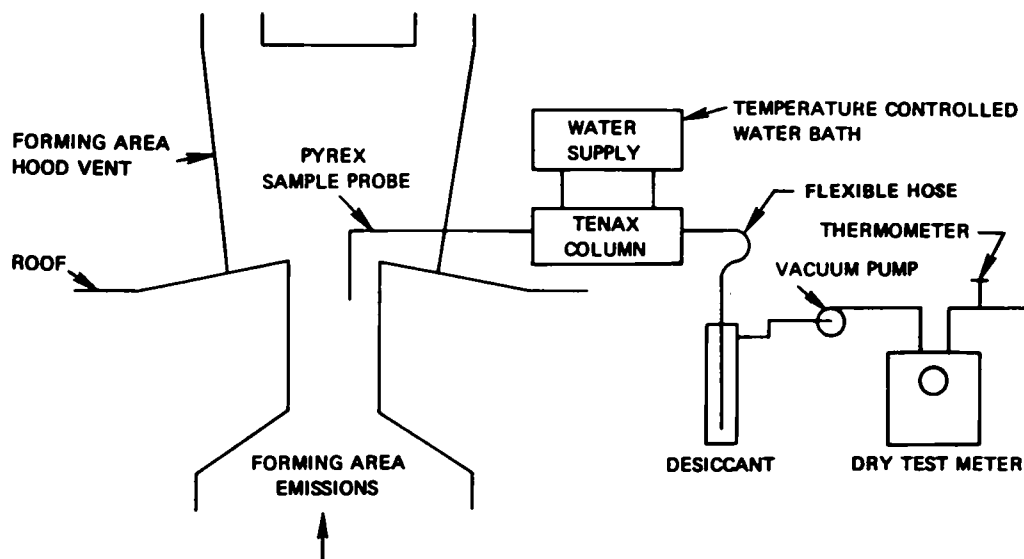 FORMING AREA
HOOD VENT
PYREX
SAMPLE PROBE
WATER
SUPPLY
TEMPERATURE CONTROLLED
WATER BATH
TENAX
COLUMN
FLEXIBLE HOSE
THERMOMETER
VACUUM PUMP
ROOF
FORMING AREA
EMISSIONS
DESICCANT
DRY TEST METER